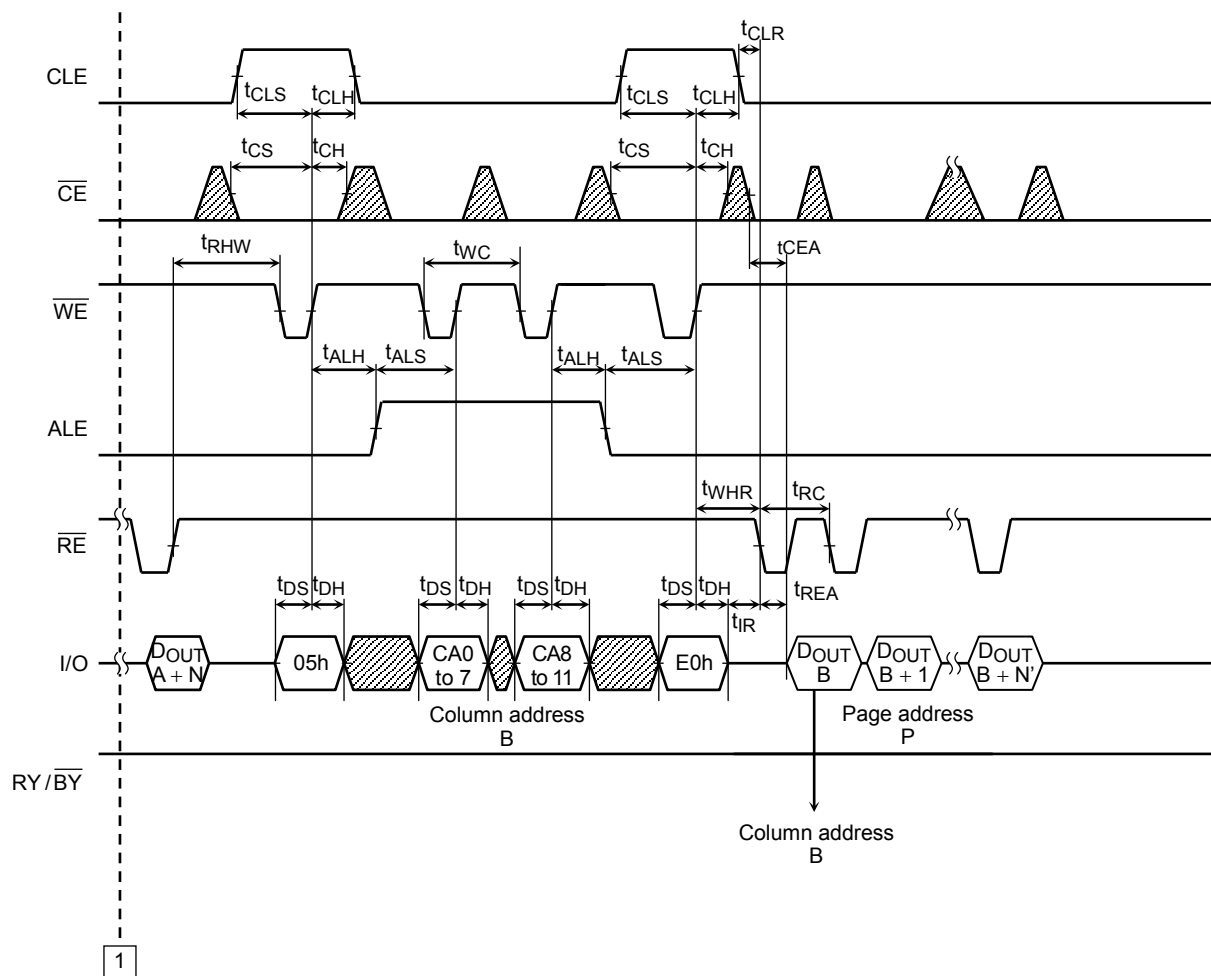 tCLR
CLE
tCLS tCLH tCLS tCLH
tCS tCH tCS tCH
CE
tRHW tWC tCEA
WE
tALH tALS tALH tALS
ALE
tWHR tRC
RE
tDS tDH tDS tDH tDS tDH tDS tDH tREA
tIR
I/O
DOUT
A + N
05h
CA0
to 7
CA8
to 11
E0h
DOUT
B
DOUT
B + 1
DOUT
B + N’
Column address
B
Page address
P
RY / BY
Column address
B
1